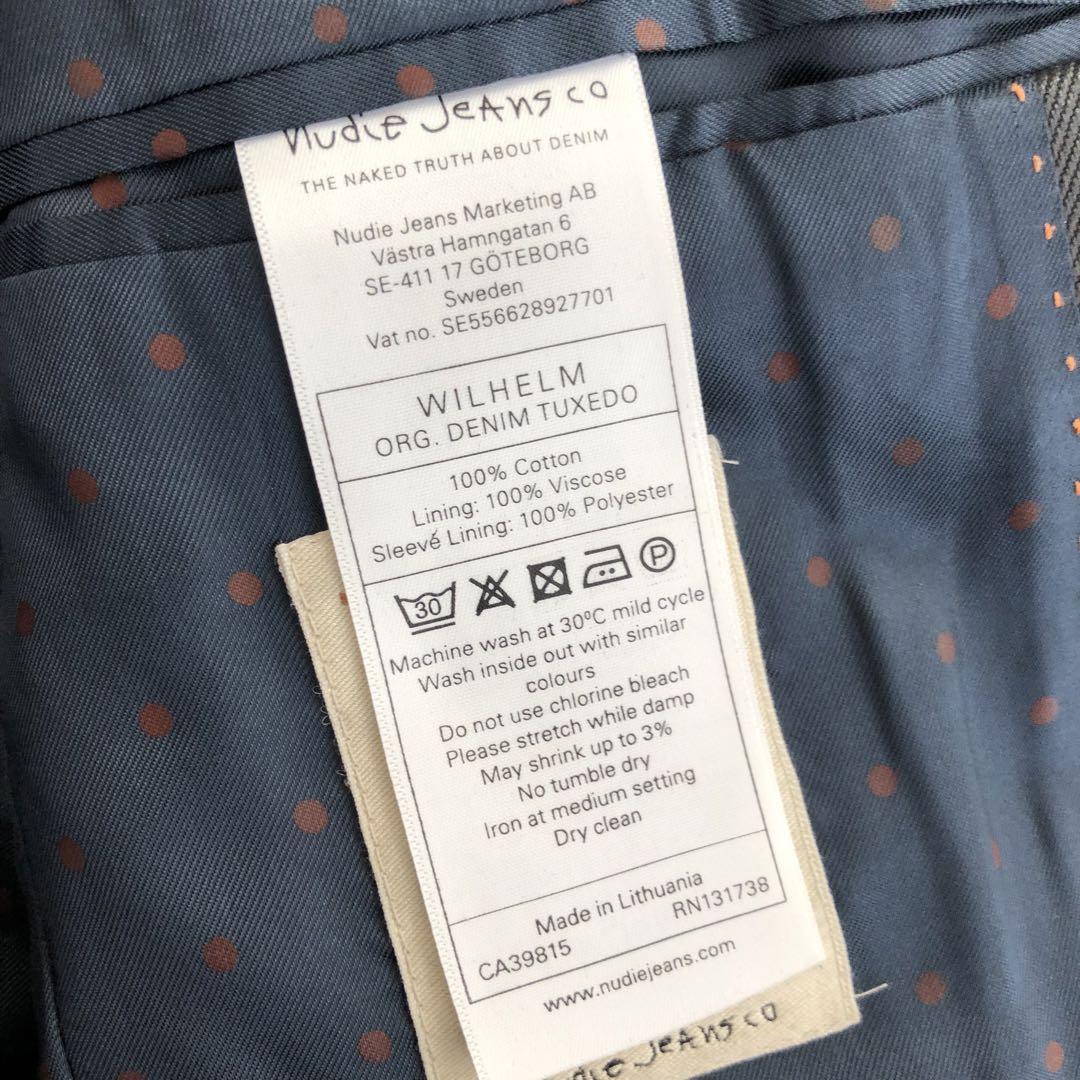 Nudie Jeans co
THE NAKED TRUTH ABOUT DENIM
Nudie Jeans Marketing AB
Västra Hamngatan 6
SE-411 17 GÖTEBORG
Sweden
Vat no. SE556628927701
WILHELM
ORG. DENIM TUXEDO
100% Cotton
Lining: 100% Viscose
Sleeve Lining: 100% Polyester
30 P
Machine wash at 30ºC mild cycle
Wash inside out with similar
colours
Do not use chlorine bleach
Please stretch while damp
May shrink up to 3%
No tumble dry
Iron at medium setting
Dry clean
Made in Lithuania
CA39815 RN131738
www.nudiejeans.com
Nudie Jeans co